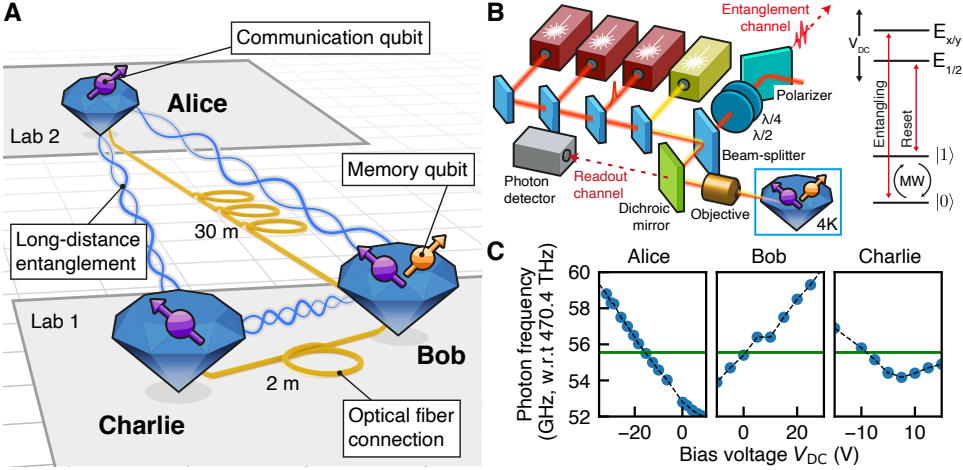 A
Communication qubit
Alice
Lab 2
Memory qubit
30 m
Long-distance
entanglement
Lab 1
Bob
2 m
Charlie
Optical fiber
connection
B
Entanglement
channel
Polarizer
λ/4
λ/2
Beam-splitter
Photon
detector
Readout
channel
Dichroic
mirror
Objective
4K
V_DC
E_x/y
E_1/2
Entangling
Reset
|1⟩
MW
|0⟩
C
Alice
Bob
Charlie
Photon frequency
(GHz, w.r.t 470.4 THz)
60
58
56
54
52
−20
0
0
20
−10
10
Bias voltage V_DC (V)